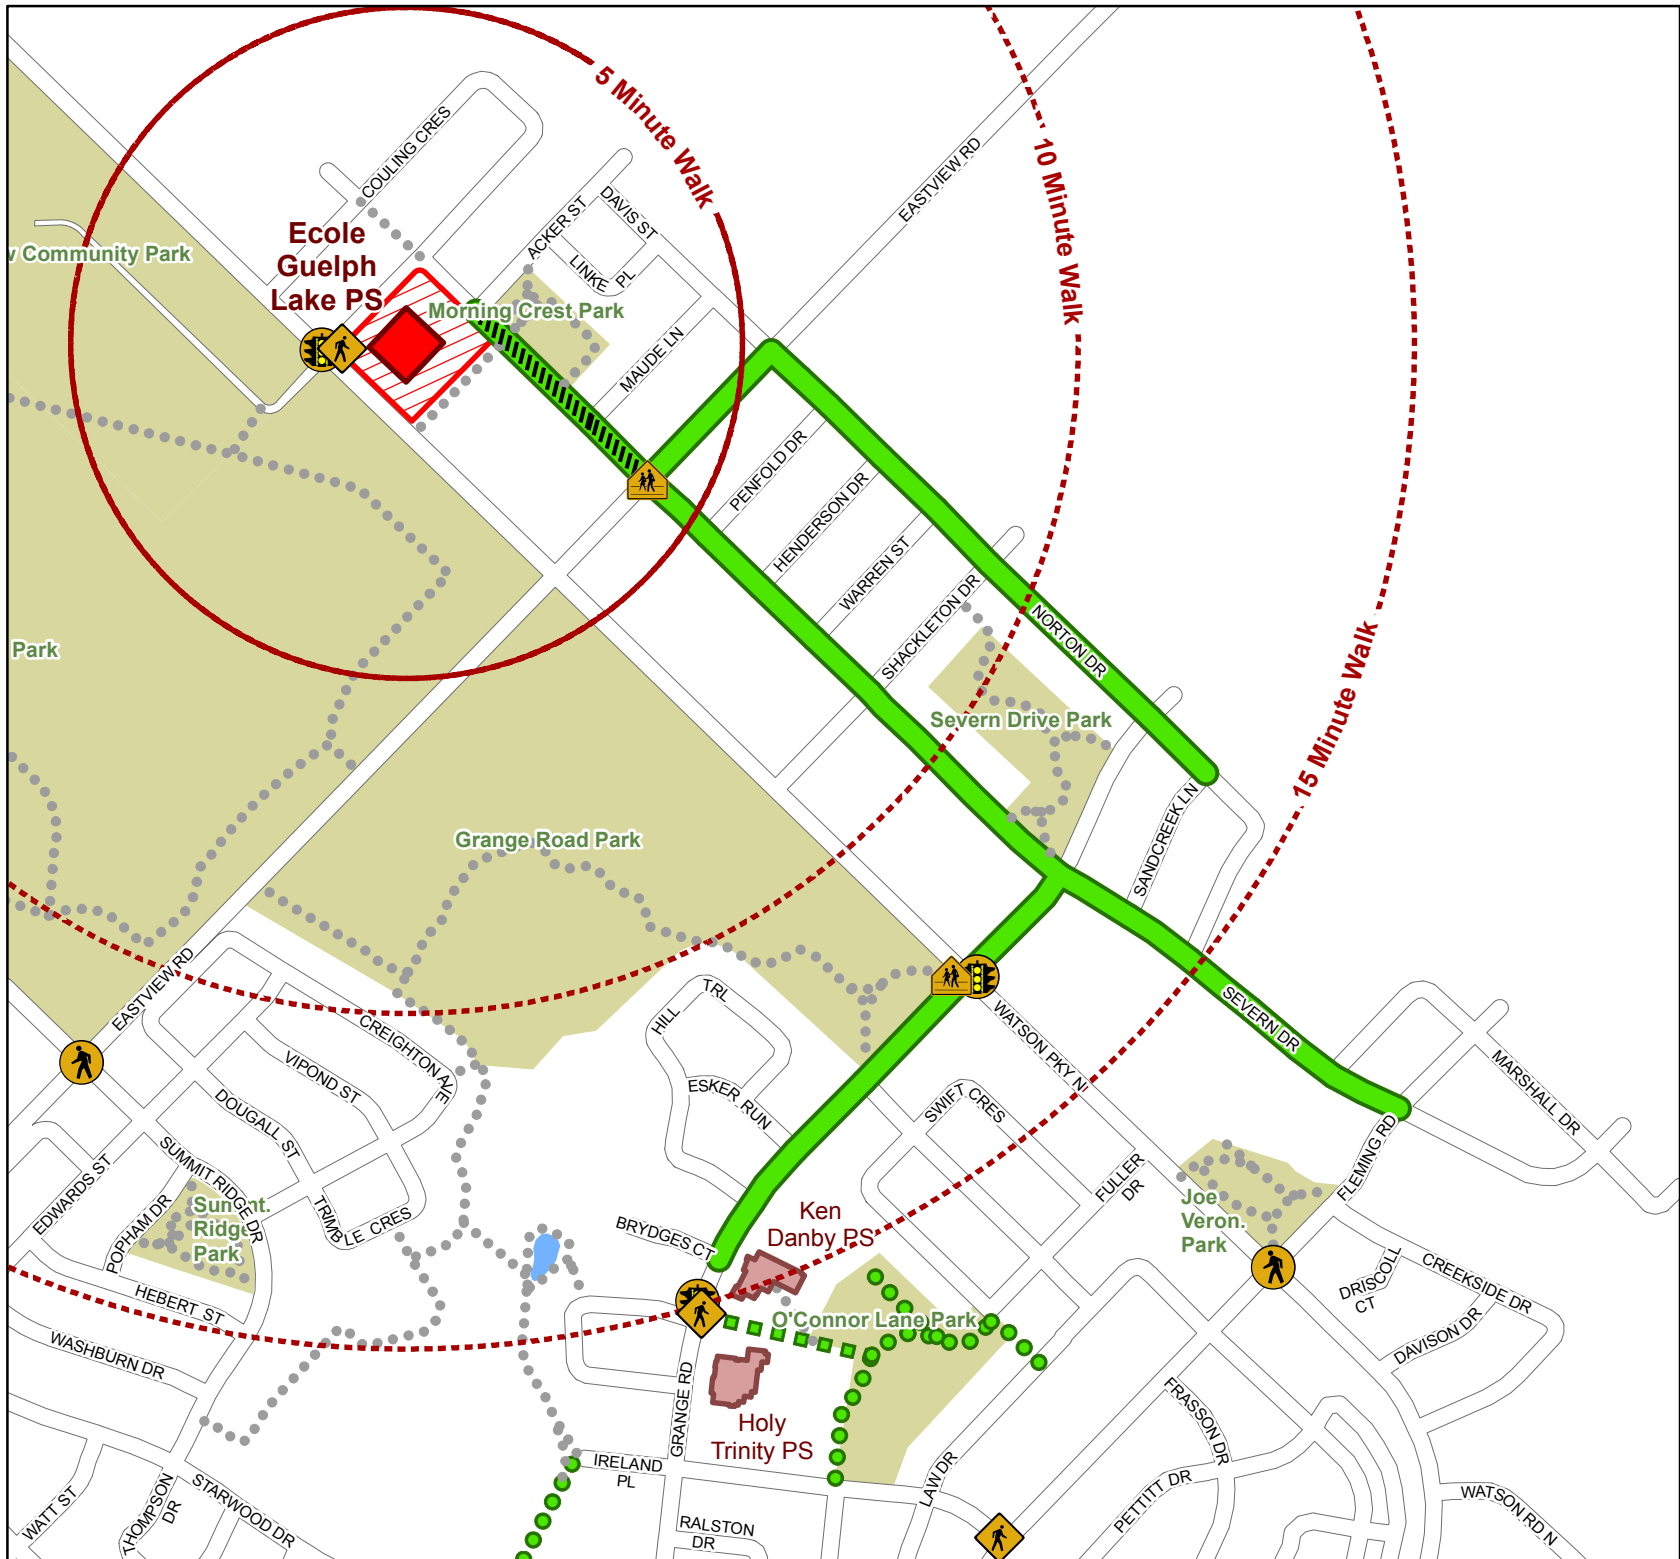 5 Minute Walk
10 Minute Walk
15 Minute Walk
COULING CRES
EASTVIEW RD
ACKER ST
DAVIS ST
LINKE
PL
Ecole
Guelph
Lake PS
Community Park
Morning Crest Park
MAUDE LN
PENFOLD DR
HENDERSON DR
WARREN ST
SHACKLETON DR
NORTON DR
Park
Severn Drive Park
SANDCREEK LN
Grange Road Park
EASTVIEW RD
TRL
HILL
ESKER RUN
WATSON PKY N
SEVERN DR
CREIGHTON AVE
VIPOND ST
DOUGALL ST
SWIFT CRES
MARSHALL DR
SUMMIT RIDGE DR
EDWARDS ST
POPHAM DR
TRIMBLE CRES
Ridge
Park
FULLER
DR
FLEMING RD
Joe
Veron.
Park
BRYDGES CT
Ken
Danby PS
DRISCOLL
CT
CREEKSIDE DR
HEBERT ST
O'Connor Lane Park
WASHBURN DR
DAVISON DR
GRANGE RD
FRASSON DR
Holy
Trinity PS
IRELAND
PL
LAW DR
PETTITT DR
WATSON RD N
WATT ST
THOMPSON
DR
STARWOOD DR
RALSTON
DR